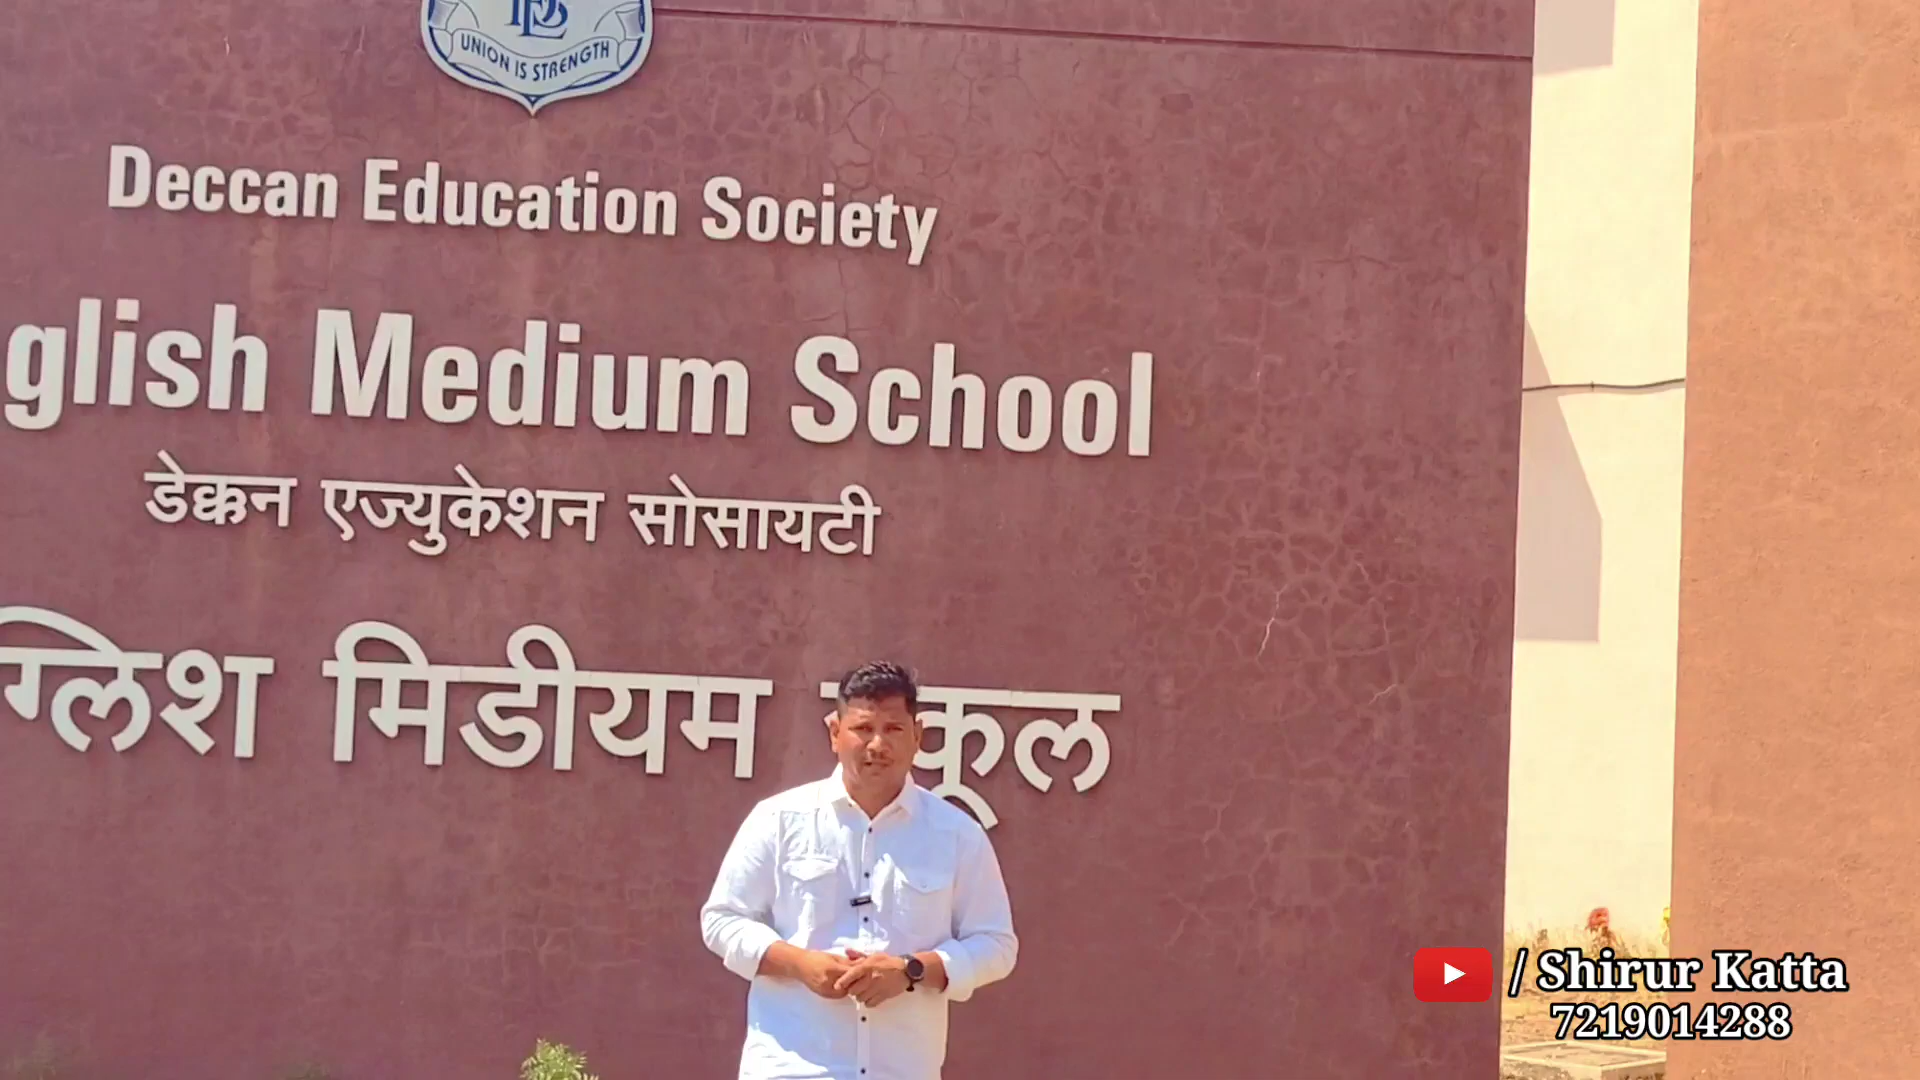 UNION IS STRENGTH
Deccan Education Society
glish Medium School
डेक्कन एज्युकेशन सोसायटी
ग्लिश मिडीयम स्कूल
/ Shirur Katta
7219014288